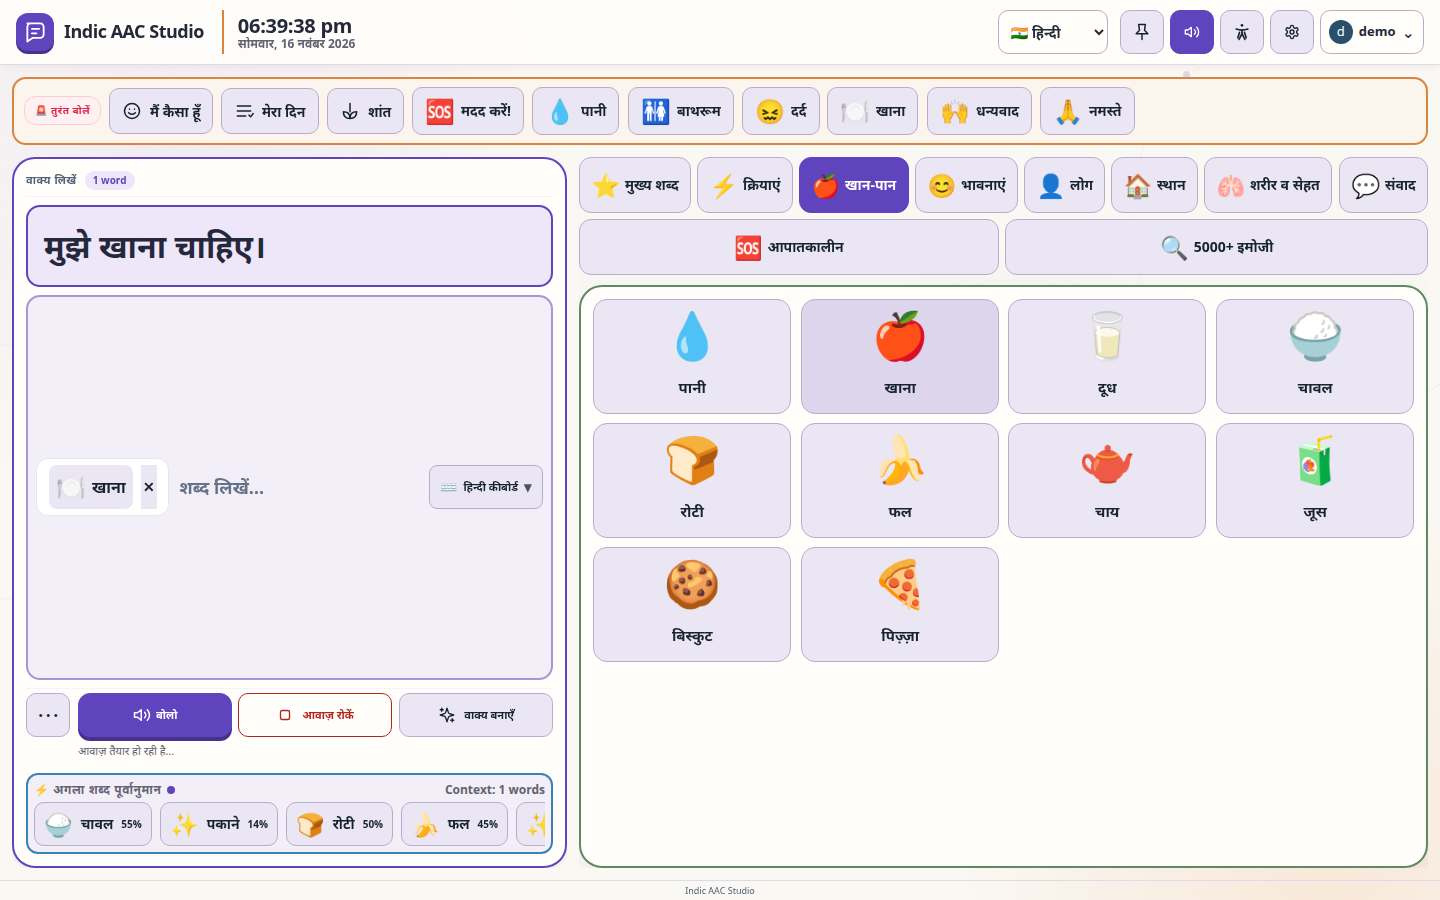 Indic AAC Studio
06:39:38 pm
सोमवार, 16 नवंबर 2026
हिन्दी
d demo
तुरंत बोलें
मैं कैसा हूँ
मेरा दिन
शांत
SOS मदद करें!
पानी
बाथरूम
दर्द
खाना
धन्यवाद
नमस्ते
वाक्य लिखें 1 word
मुझे खाना चाहिए।
खाना ×
शब्द लिखें...
हिन्दी कीबोर्ड ▼
बोलो
आवाज़ रोकें
वाक्य बनाएँ
आवाज़ तैयार हो रही है...
अगला शब्द पूर्वानुमान
Context: 1 words
चावल 55%
पकाने 14%
रोटी 50%
फल 45%
मुख्य शब्द
क्रियाएं
खान-पान
भावनाएं
लोग
स्थान
शरीर व सेहत
संवाद
SOS आपातकालीन
5000+ इमोजी
पानी
खाना
दूध
चावल
रोटी
फल
चाय
जूस
बिस्कुट
पिज़्ज़ा
Indic AAC Studio